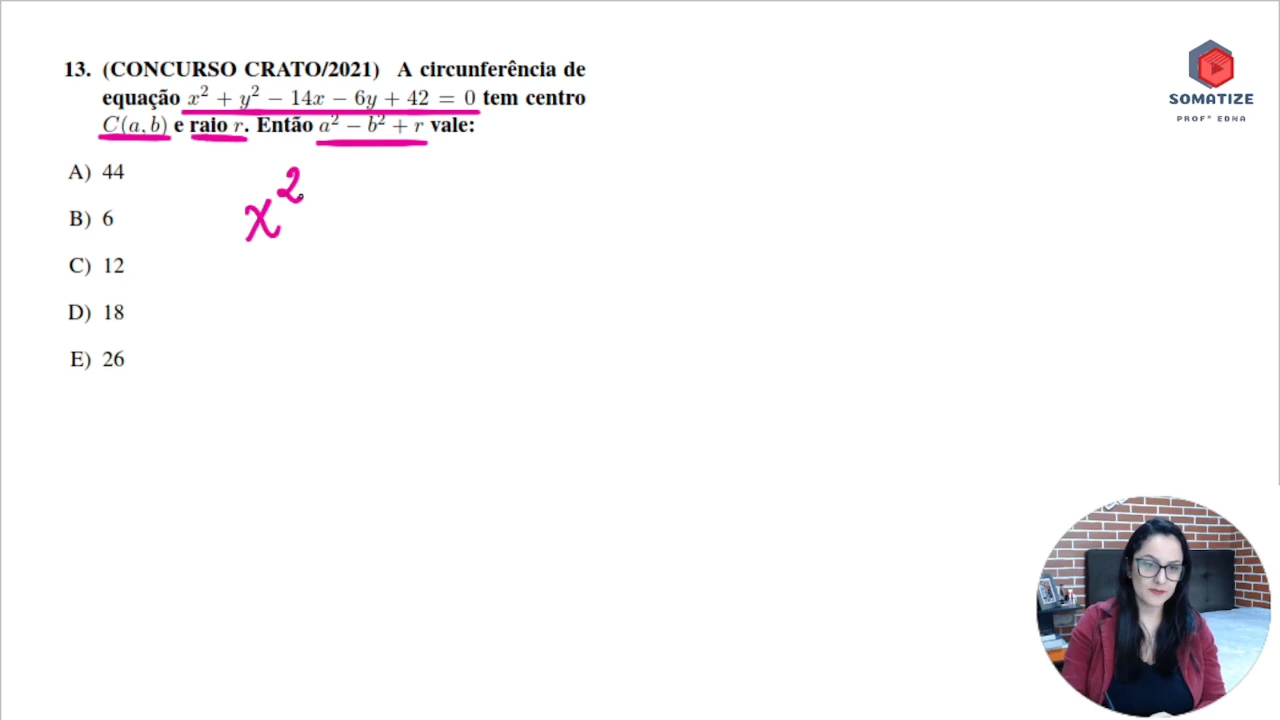 13. (CONCURSO CRATO/2021) A circunferência de
equação x² + y² − 14x − 6y + 42 = 0 tem centro
C(a, b) e raio r. Então a² − b² + r vale:
A) 44
B) 6
C) 12
D) 18
E) 26
x²
SOMATIZE
PROFª EDNA